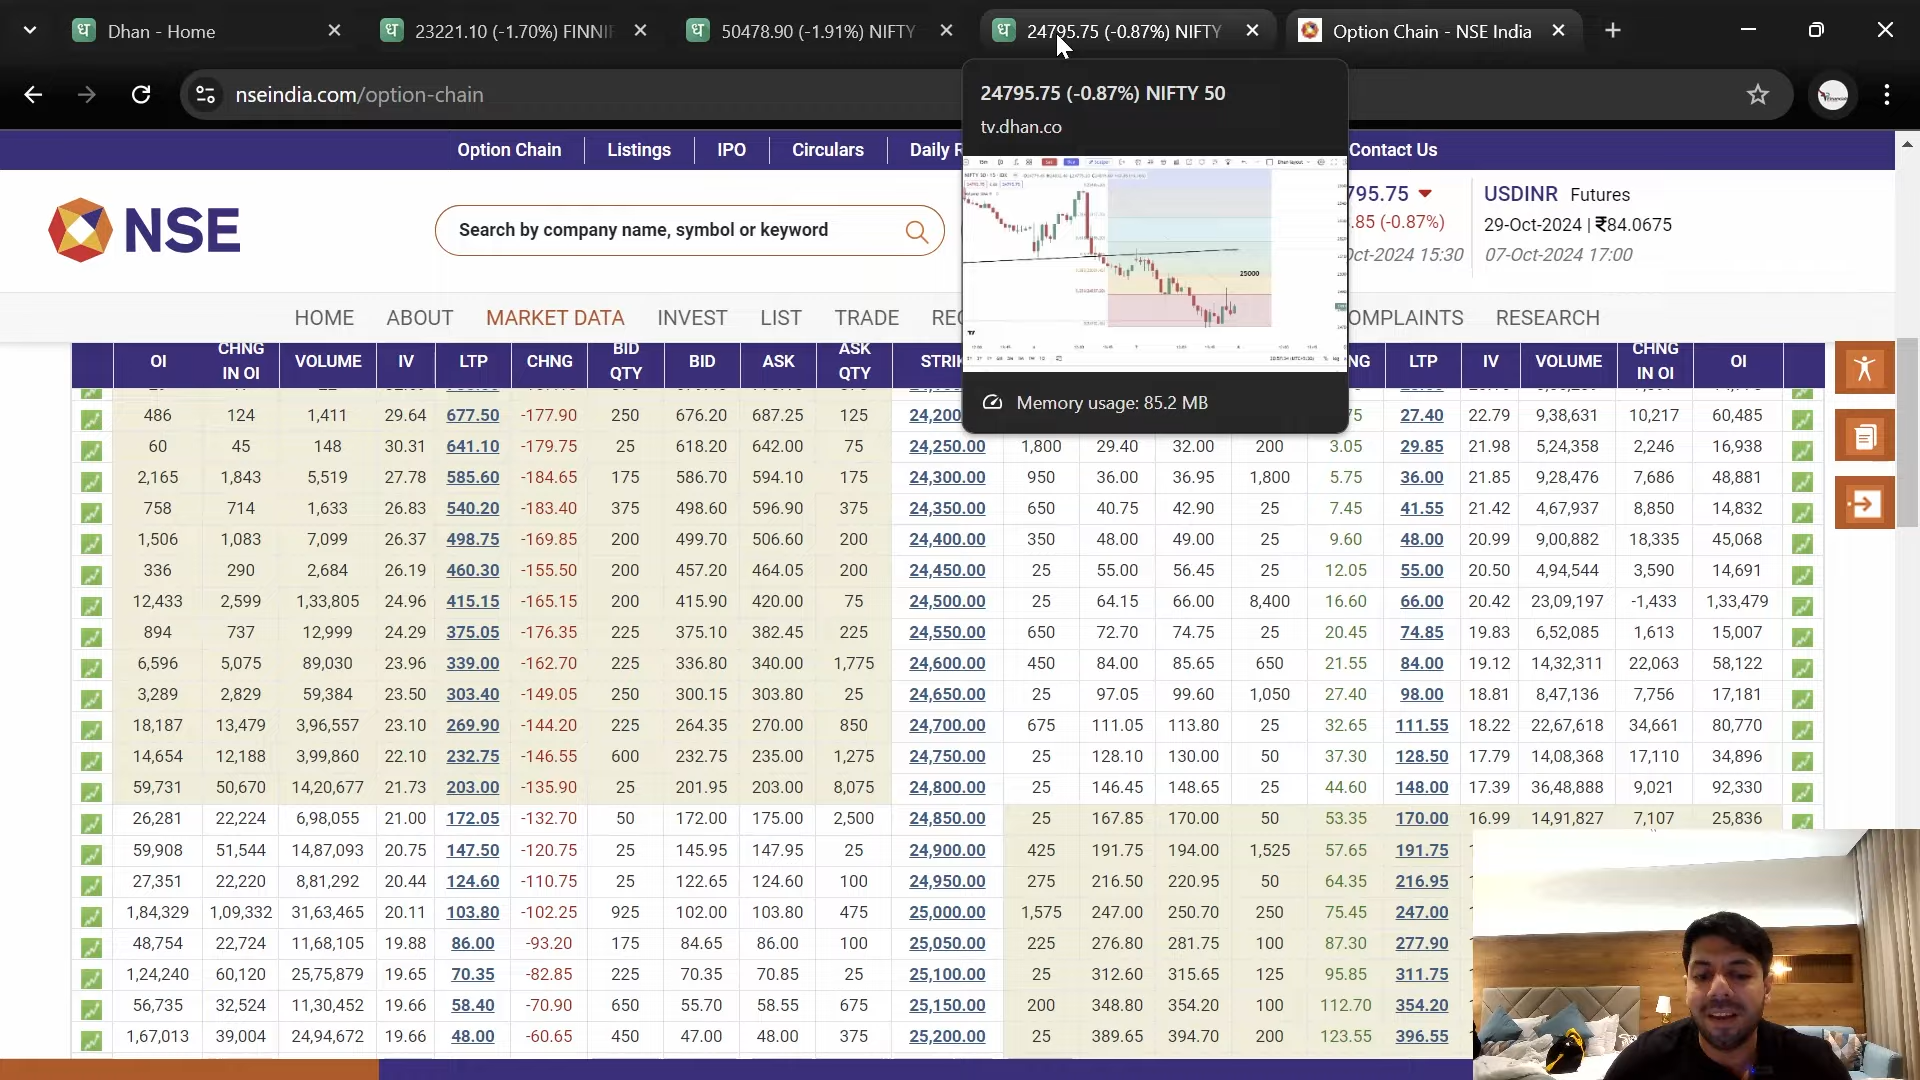 Dhan - Home
23221.10 (-1.70%) FINNIF
50478.90 (-1.91%) NIFTY
24795.75 (-0.87%) NIFTY
Option Chain - NSE India
nseindia.com/option-chain
24795.75 (-0.87%) NIFTY 50
tv.dhan.co
25000
Memory usage: 85.2 MB
Option Chain Listings IPO Circulars Daily R Contact Us
NSE
Search by company name, symbol or keyword
795.75
.85 (-0.87%)
Oct-2024 15:30
USDINR Futures
29-Oct-2024 | ₹84.0675
07-Oct-2024 17:00
HOME ABOUT MARKET DATA INVEST LIST TRADE REG OMPLAINTS RESEARCH
OI CHNG IN OI VOLUME IV LTP CHNG BID QTY BID ASK ASK QTY STRIK NG LTP IV VOLUME CHNG IN OI OI
486 124 1,411 29.64 677.50 -177.90 250 676.20 687.25 125 24,200 75 27.40 22.79 9,38,631 10,217 60,485
60 45 148 30.31 641.10 -179.75 25 618.20 642.00 75 24,250.00 1,800 29.40 32.00 200 3.05 29.85 21.98 5,24,358 2,246 16,938
2,165 1,843 5,519 27.78 585.60 -184.65 175 586.70 594.10 175 24,300.00 950 36.00 36.95 1,800 5.75 36.00 21.85 9,28,476 7,686 48,881
758 714 1,633 26.83 540.20 -183.40 375 498.60 596.90 375 24,350.00 650 40.75 42.90 25 7.45 41.55 21.42 4,67,937 8,850 14,832
1,506 1,083 7,099 26.37 498.75 -169.85 200 499.70 506.60 200 24,400.00 350 48.00 49.00 25 9.60 48.00 20.99 9,00,882 18,335 45,068
336 290 2,684 26.19 460.30 -155.50 200 457.20 464.05 200 24,450.00 25 55.00 56.45 25 12.05 55.00 20.50 4,94,544 3,590 14,691
12,433 2,599 1,33,805 24.96 415.15 -165.15 200 415.90 420.00 75 24,500.00 25 64.15 66.00 8,400 16.60 66.00 20.42 23,09,197 -1,433 1,33,479
894 737 12,999 24.29 375.05 -176.35 225 375.10 382.45 225 24,550.00 650 72.70 74.75 25 20.45 74.85 19.83 6,52,085 1,613 15,007
6,596 5,075 89,030 23.96 339.00 -162.70 225 336.80 340.00 1,775 24,600.00 450 84.00 85.65 650 21.55 84.00 19.12 14,32,311 22,063 58,122
3,289 2,829 59,384 23.50 303.40 -149.05 250 300.15 303.80 25 24,650.00 25 97.05 99.60 1,050 27.40 98.00 18.81 8,47,136 7,756 17,181
18,187 13,479 3,96,557 23.10 269.90 -144.20 225 264.35 270.00 850 24,700.00 675 111.05 113.80 25 32.65 111.55 18.22 22,67,618 34,661 80,770
14,654 12,188 3,99,860 22.10 232.75 -146.55 600 232.75 235.00 1,275 24,750.00 25 128.10 130.00 50 37.30 128.50 17.79 14,08,368 17,110 34,896
59,731 50,670 14,20,677 21.73 203.00 -135.90 25 201.95 203.00 8,075 24,800.00 25 146.45 148.65 25 44.60 148.00 17.39 36,48,888 9,021 92,330
26,281 22,224 6,98,055 21.00 172.05 -132.70 50 172.00 175.00 2,500 24,850.00 25 167.85 170.00 50 53.35 170.00 16.99 14,91,827 7,107 25,836
59,908 51,544 14,87,093 20.75 147.50 -120.75 25 145.95 147.95 25 24,900.00 425 191.75 194.00 1,525 57.65 191.75
27,351 22,220 8,81,292 20.44 124.60 -110.75 25 122.65 124.60 100 24,950.00 275 216.50 220.95 50 64.35 216.95
1,84,329 1,09,332 31,63,465 20.11 103.80 -102.25 925 102.00 103.80 475 25,000.00 1,575 247.00 250.70 250 75.45 247.00
48,754 22,724 11,68,105 19.88 86.00 -93.20 175 84.65 86.00 100 25,050.00 225 276.80 281.75 100 87.30 277.90
1,24,240 60,120 25,75,879 19.65 70.35 -82.85 225 70.35 70.85 25 25,100.00 25 312.60 315.65 125 95.85 311.75
56,735 32,524 11,30,452 19.66 58.40 -70.90 650 55.70 58.55 675 25,150.00 200 348.80 354.20 100 112.70 354.20
1,67,013 39,004 24,94,672 19.66 48.00 -60.65 450 47.00 48.00 375 25,200.00 25 389.65 394.70 200 123.55 396.55